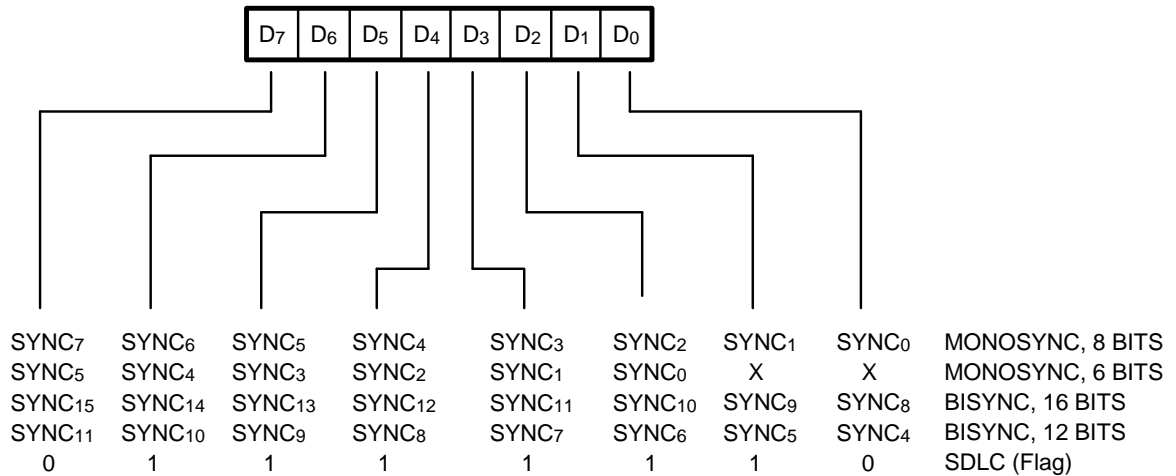 D7 D6 D5 D4 D3 D2 D1 D0
SYNC7 SYNC6 SYNC5 SYNC4 SYNC3 SYNC2 SYNC1 SYNC0 MONOSYNC, 8 BITS
SYNC5 SYNC4 SYNC3 SYNC2 SYNC1 SYNC0 X X MONOSYNC, 6 BITS
SYNC15 SYNC14 SYNC13 SYNC12 SYNC11 SYNC10 SYNC9 SYNC8 BISYNC, 16 BITS
SYNC11 SYNC10 SYNC9 SYNC8 SYNC7 SYNC6 SYNC5 SYNC4 BISYNC, 12 BITS
0 1 1 1 1 1 1 0 SDLC (Flag)